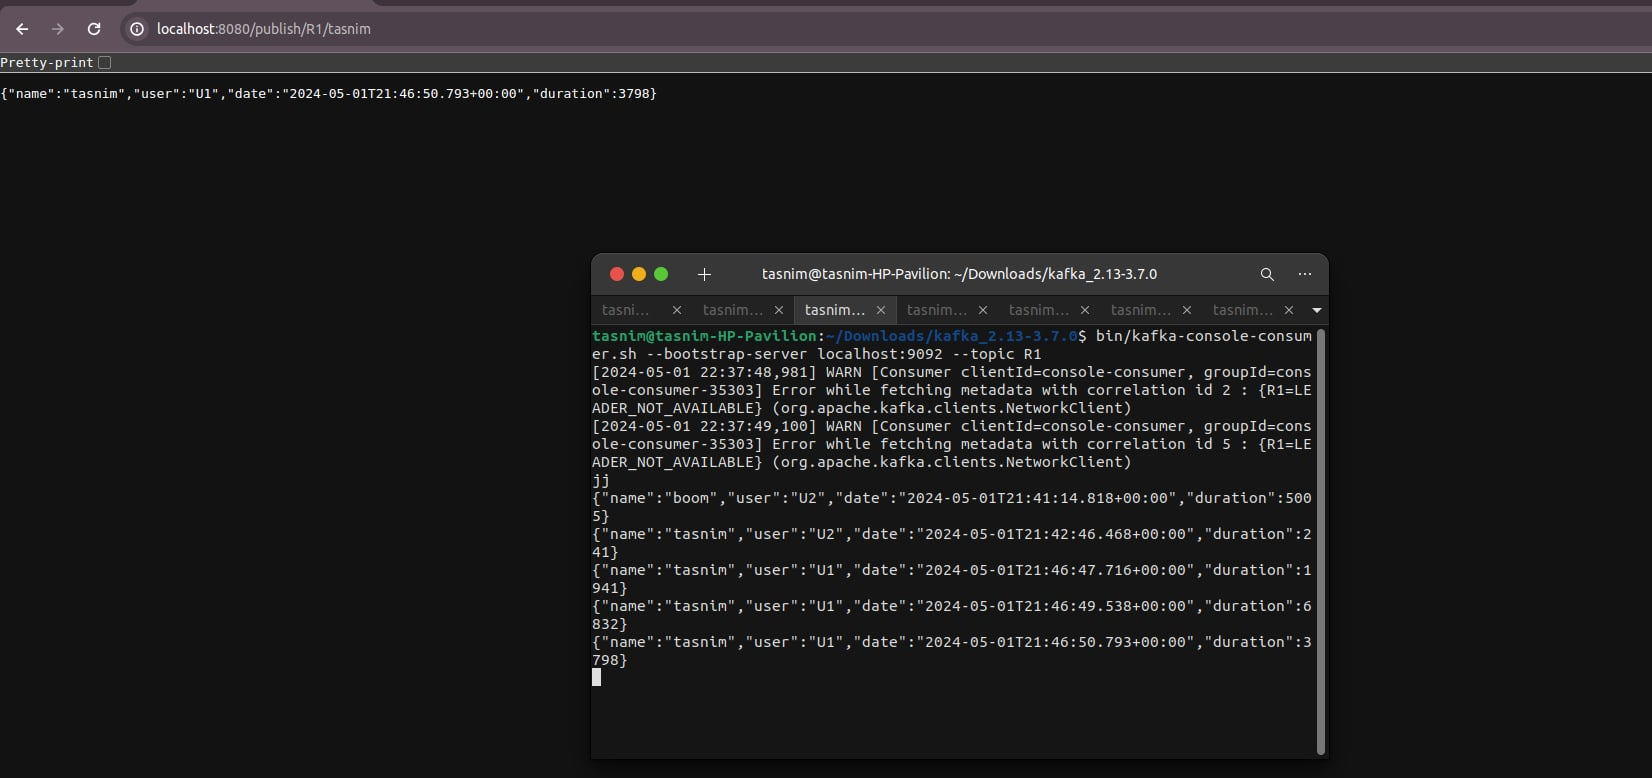 localhost:8080/publish/R1/tasnim
Pretty-print
{"name":"tasnim","user":"U1","date":"2024-05-01T21:46:50.793+00:00","duration":3798}
tasnim@tasnim-HP-Pavilion: ~/Downloads/kafka_2.13-3.7.0
tasni... tasnim... tasnim... tasnim... tasnim... tasnim... tasnim...
tasnim@tasnim-HP-Pavilion:~/Downloads/kafka_2.13-3.7.0$ bin/kafka-console-consum
er.sh --bootstrap-server localhost:9092 --topic R1
[2024-05-01 22:37:48,981] WARN [Consumer clientId=console-consumer, groupId=cons
ole-consumer-35303] Error while fetching metadata with correlation id 2 : {R1=LE
ADER_NOT_AVAILABLE} (org.apache.kafka.clients.NetworkClient)
[2024-05-01 22:37:49,100] WARN [Consumer clientId=console-consumer, groupId=cons
ole-consumer-35303] Error while fetching metadata with correlation id 5 : {R1=LE
ADER_NOT_AVAILABLE} (org.apache.kafka.clients.NetworkClient)
jj
{"name":"boom","user":"U2","date":"2024-05-01T21:41:14.818+00:00","duration":500
5}
{"name":"tasnim","user":"U2","date":"2024-05-01T21:42:46.468+00:00","duration":2
41}
{"name":"tasnim","user":"U1","date":"2024-05-01T21:46:47.716+00:00","duration":1
941}
{"name":"tasnim","user":"U1","date":"2024-05-01T21:46:49.538+00:00","duration":6
832}
{"name":"tasnim","user":"U1","date":"2024-05-01T21:46:50.793+00:00","duration":3
798}